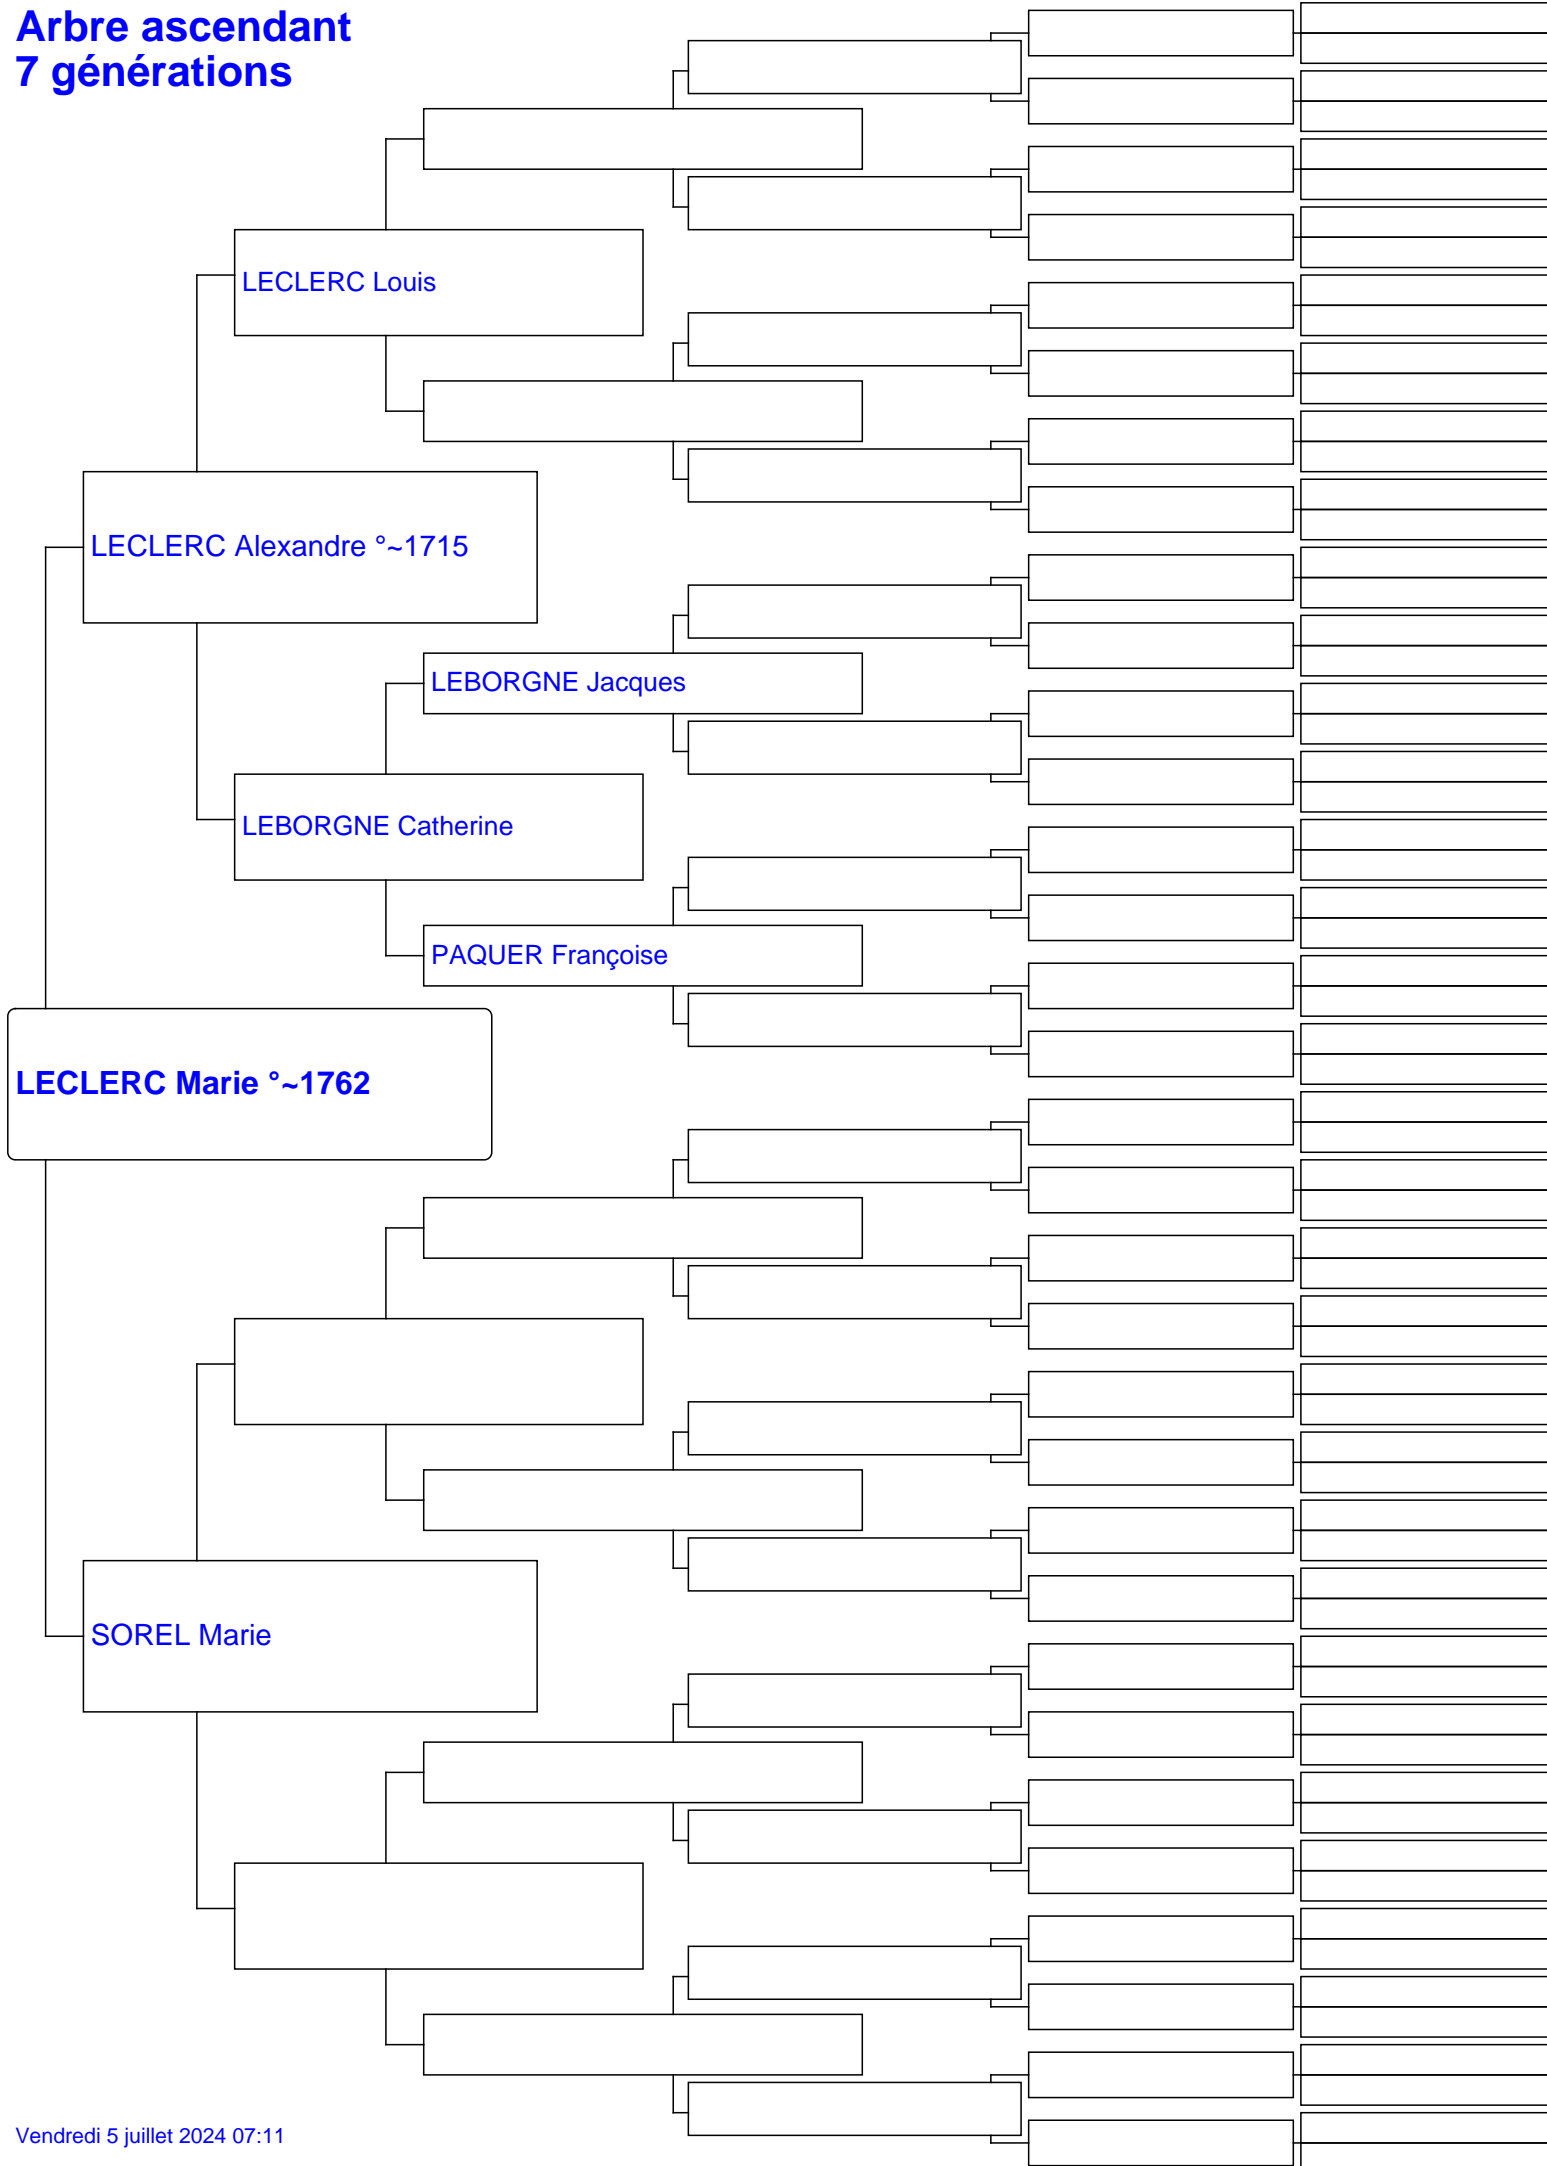 Arbre ascendant
7 générations
LECLERC Louis
LECLERC Alexandre °~1715
LEBORGNE Jacques
LEBORGNE Catherine
PAQUER Françoise
LECLERC Marie °~1762
SOREL Marie
Vendredi 5 juillet 2024 07:11